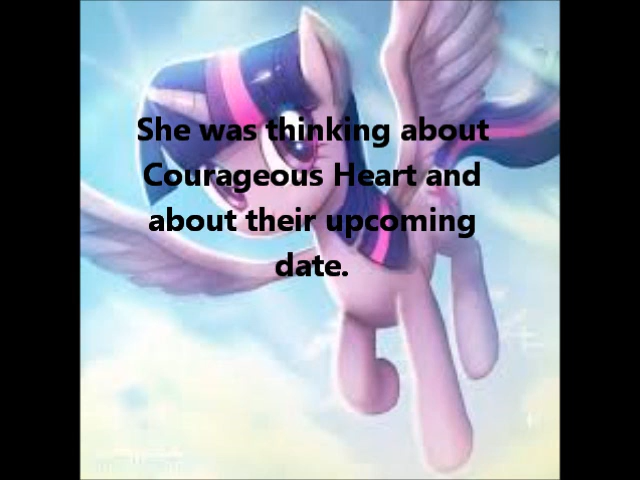 She was thinking about
Courageous Heart and
about their upcoming
date.